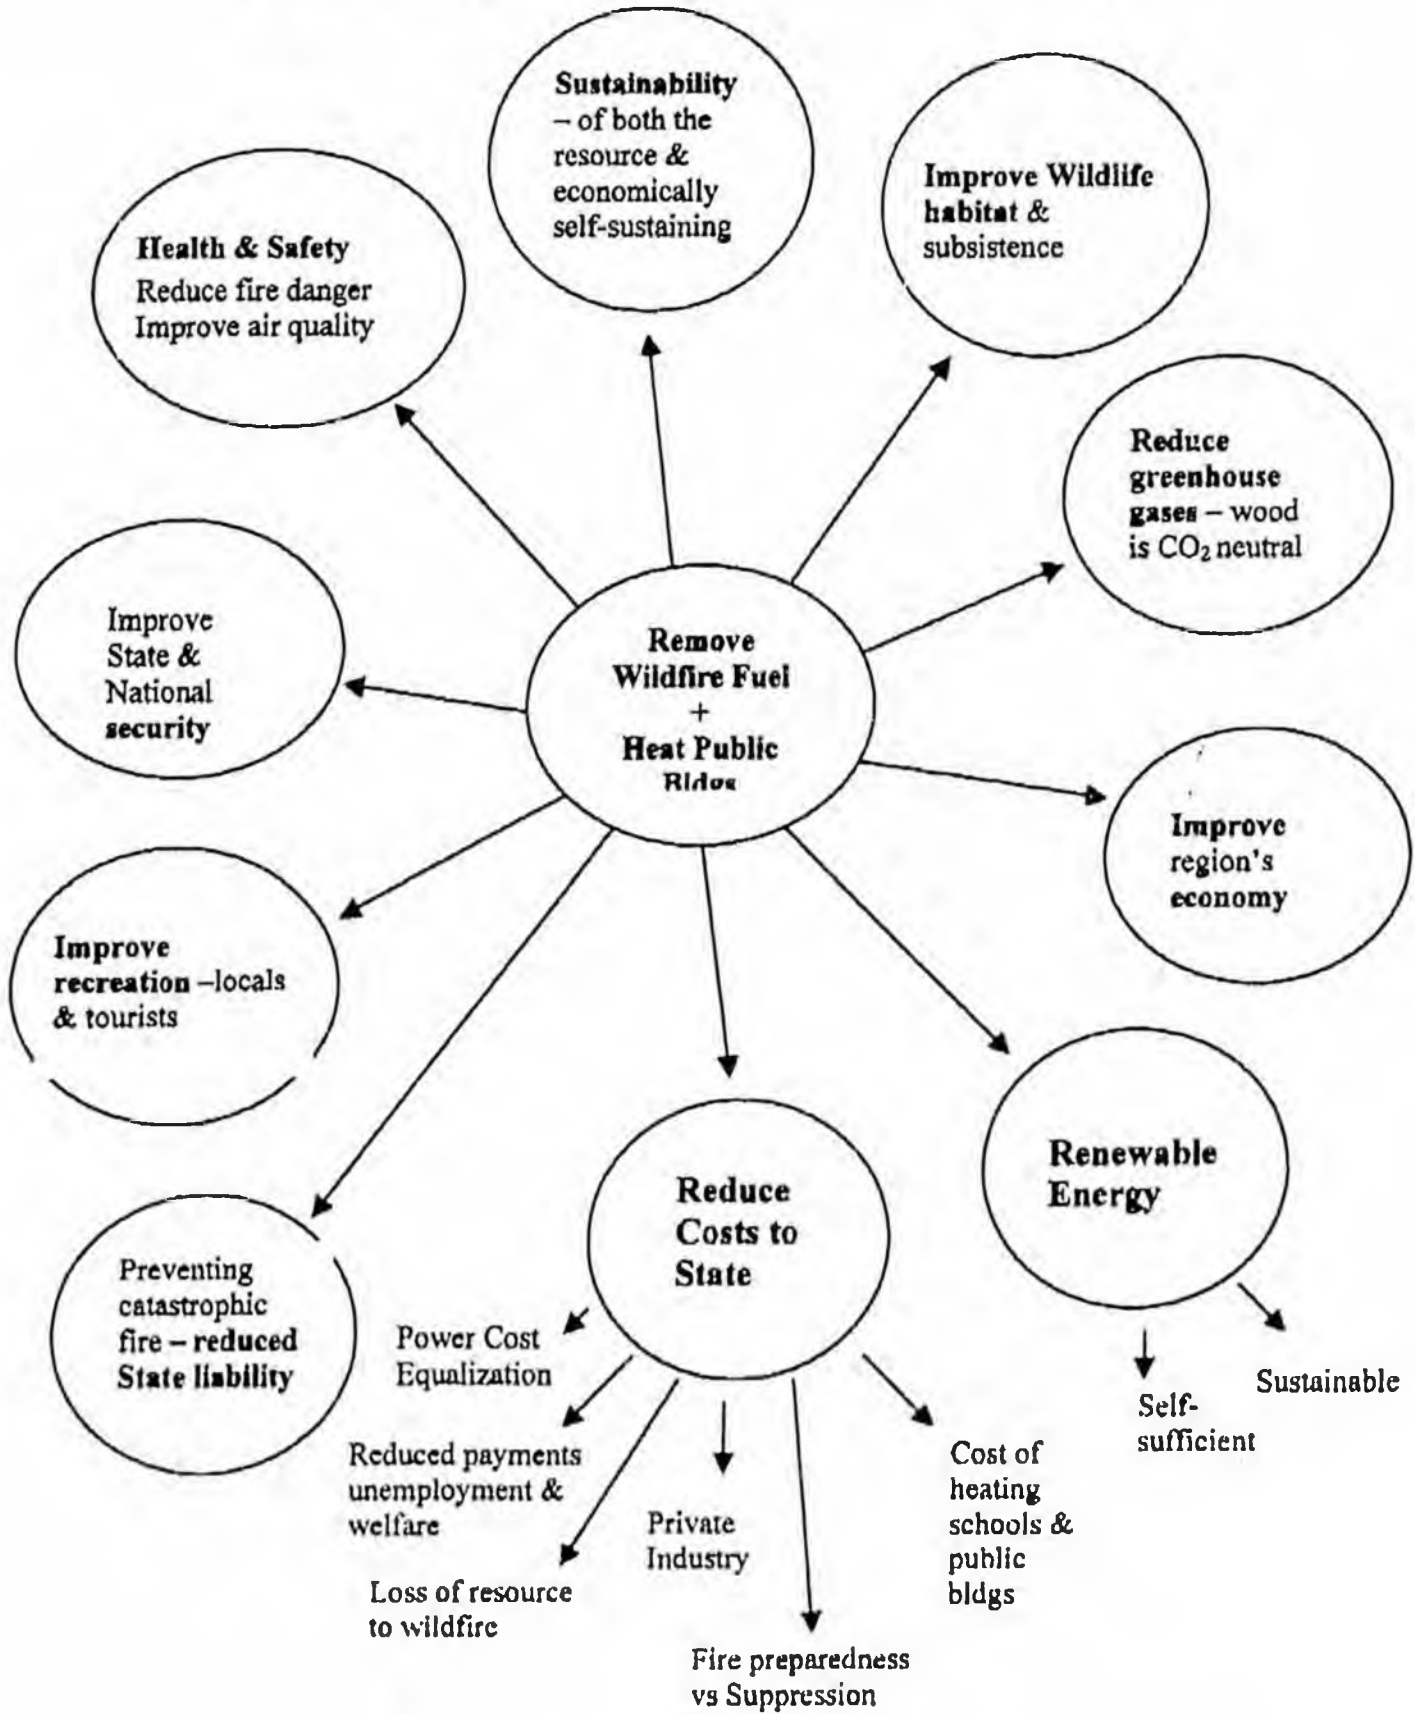 Sustainability
– of both the
resource &
economically
self-sustaining
Improve Wildlife
habitat &
subsistence
Health & Safety
Reduce fire danger
Improve air quality
Reduce
greenhouse
gases – wood
is CO₂ neutral
Improve
State &
National
security
Remove
Wildfire Fuel
+
Heat Public
Bldgs
Improve
region's
economy
Improve
recreation –locals
& tourists
Renewable
Energy
Reduce
Costs to
State
Preventing
catastrophic
fire – reduced
State liability
Power Cost
Equalization
Sustainable
Self-
sufficient
Reduced payments
unemployment &
welfare
Cost of
heating
schools &
public
bldgs
Private
Industry
Loss of resource
to wildfire
Fire preparedness
vs Suppression